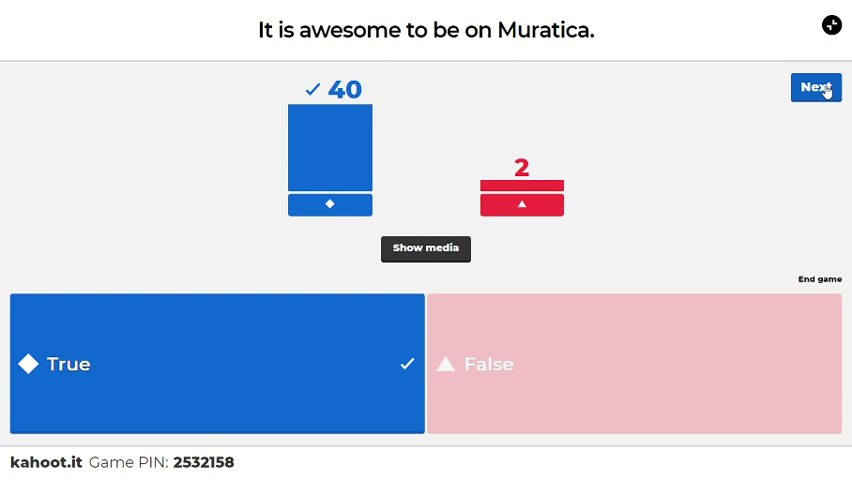 It is awesome to be on Muratica.
40
Next
2
Show media
End game
True
False
kahoot.it Game PIN: 2532158